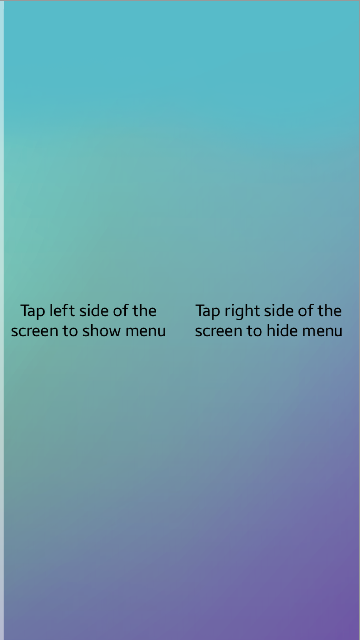 Tap left side of the
screen to show menu
Tap right side of the
screen to hide menu